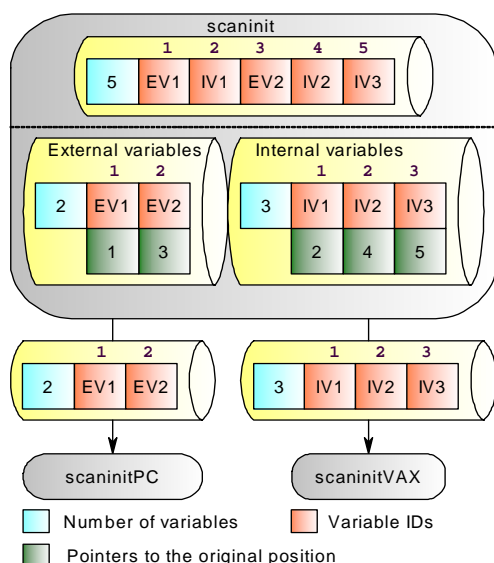 scaninit
1 2 3 4 5
5 EV1 IV1 EV2 IV2 IV3
External variables
1 2
2 EV1 EV2
1 3
Internal variables
1 2 3
3 IV1 IV2 IV3
2 4 5
1 2
2 EV1 EV2
1 2 3
3 IV1 IV2 IV3
scaninitPC
scaninitVAX
Number of variables
Variable IDs
Pointers to the original position